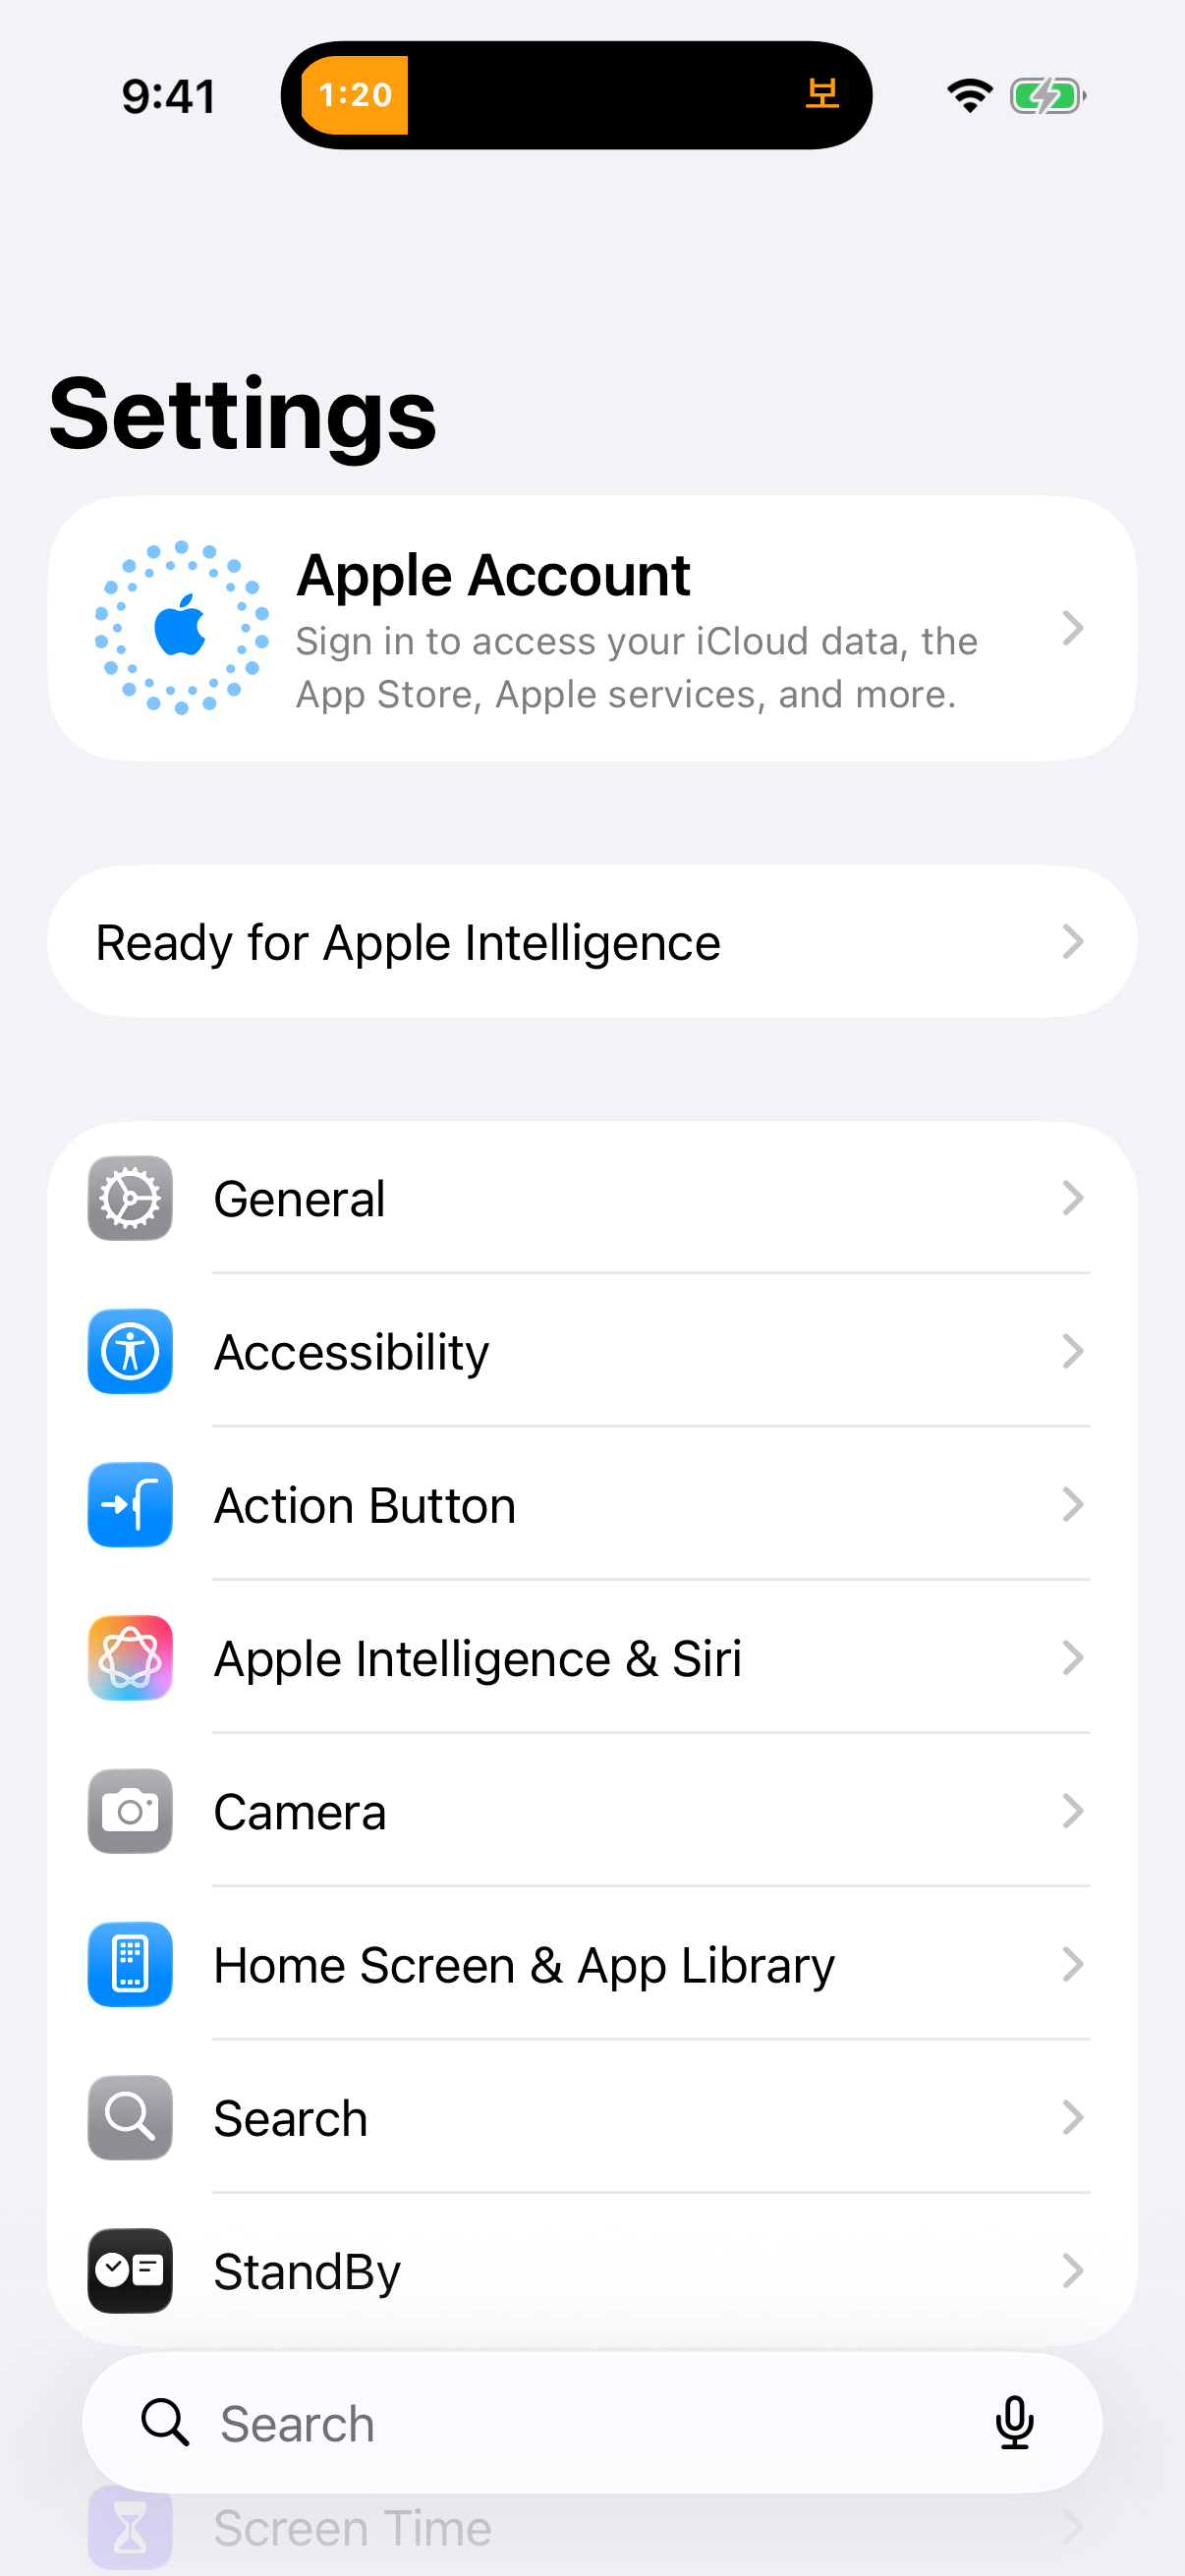 9:41
1:20
보
Settings
Apple Account
Sign in to access your iCloud data, the
App Store, Apple services, and more.
Ready for Apple Intelligence
General
Accessibility
Action Button
Apple Intelligence & Siri
Camera
Home Screen & App Library
Search
StandBy
Search
Screen Time